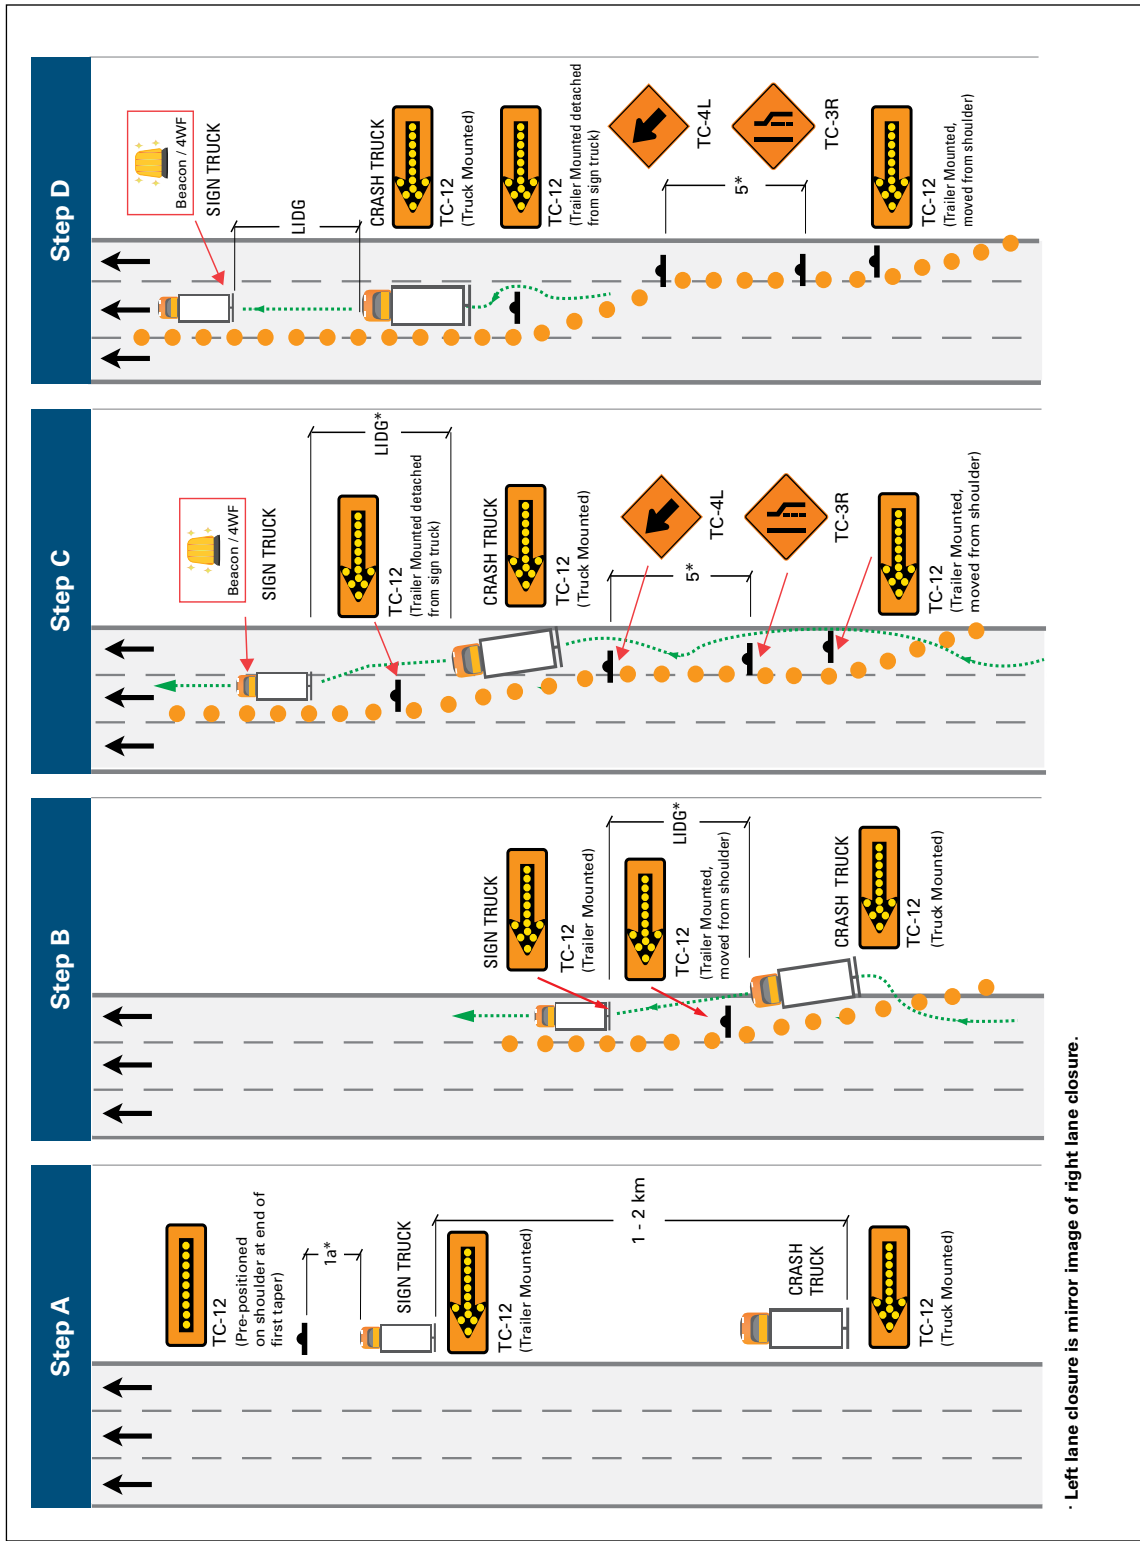 Step A
TC-12
(Pre-positioned
on shoulder at end of
first taper)
1a*
SIGN TRUCK
TC-12
(Trailer Mounted)
1 - 2 km
CRASH
TRUCK
TC-12
(Truck Mounted)
Step B
SIGN TRUCK
TC-12
(Trailer Mounted)
LIDG*
TC-12
(Trailer Mounted,
moved from shoulder)
CRASH TRUCK
TC-12
(Truck Mounted)
Step C
Beacon / 4WF
SIGN TRUCK
LIDG*
TC-12
(Trailer Mounted detached
from sign truck)
CRASH TRUCK
TC-12
(Truck Mounted)
TC-4L
5*
TC-3R
TC-12
(Trailer Mounted,
moved from shoulder)
Step D
Beacon / 4WF
SIGN TRUCK
LIDG
CRASH TRUCK
TC-12
(Truck Mounted)
TC-12
(Trailer Mounted detached
from sign truck)
TC-4L
5*
TC-3R
TC-12
(Trailer Mounted,
moved from shoulder)
· Left lane closure is mirror image of right lane closure.